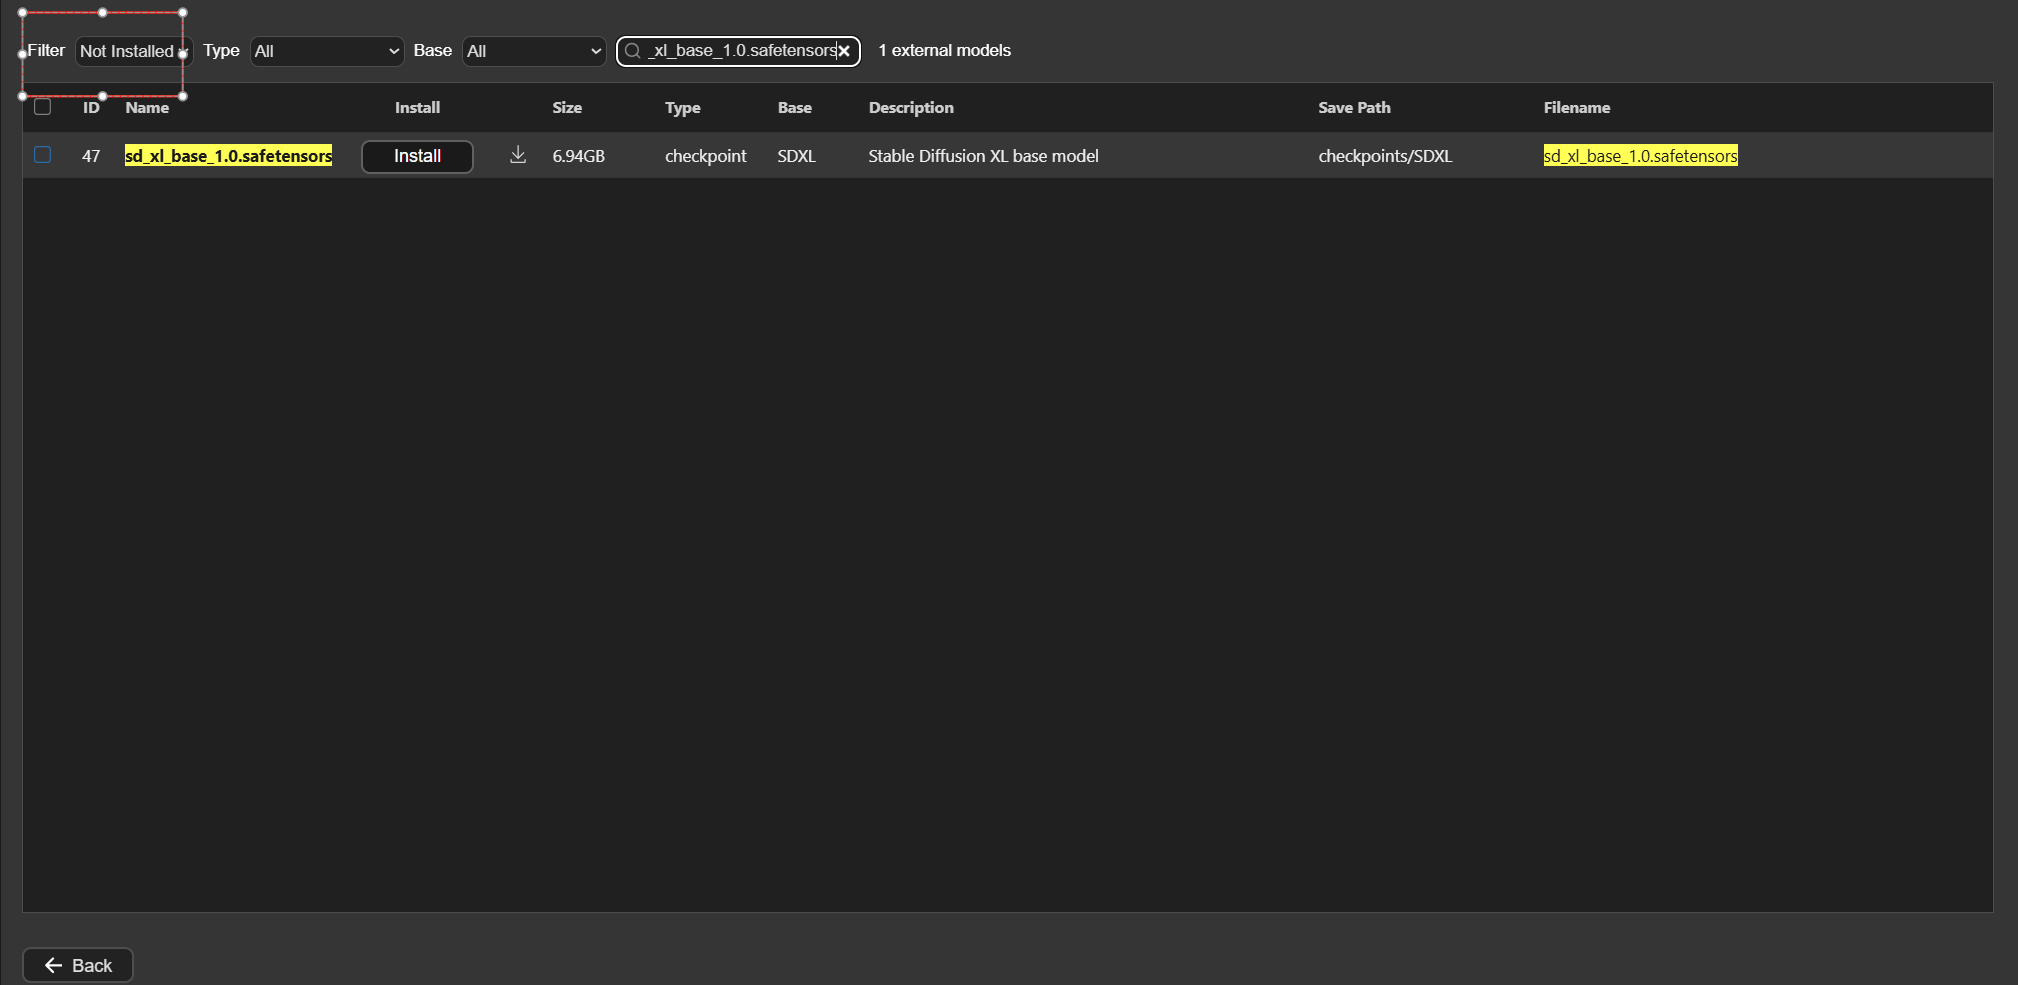 Filter Not Installed Type All Base All _xl_base_1.0.safetensors 1 external models
ID Name Install Size Type Base Description Save Path Filename
47 sd_xl_base_1.0.safetensors Install 6.94GB checkpoint SDXL Stable Diffusion XL base model checkpoints/SDXL sd_xl_base_1.0.safetensors
Back